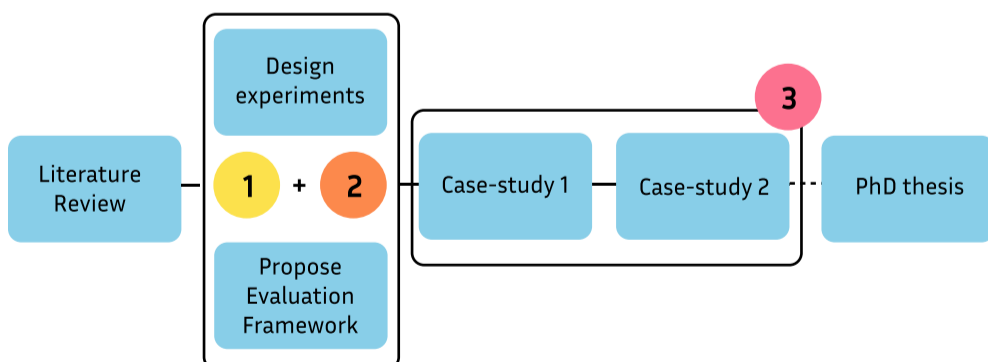 Literature
Review
Design
experiments
1 + 2
Propose
Evaluation
Framework
Case-study 1
Case-study 2
3
PhD thesis